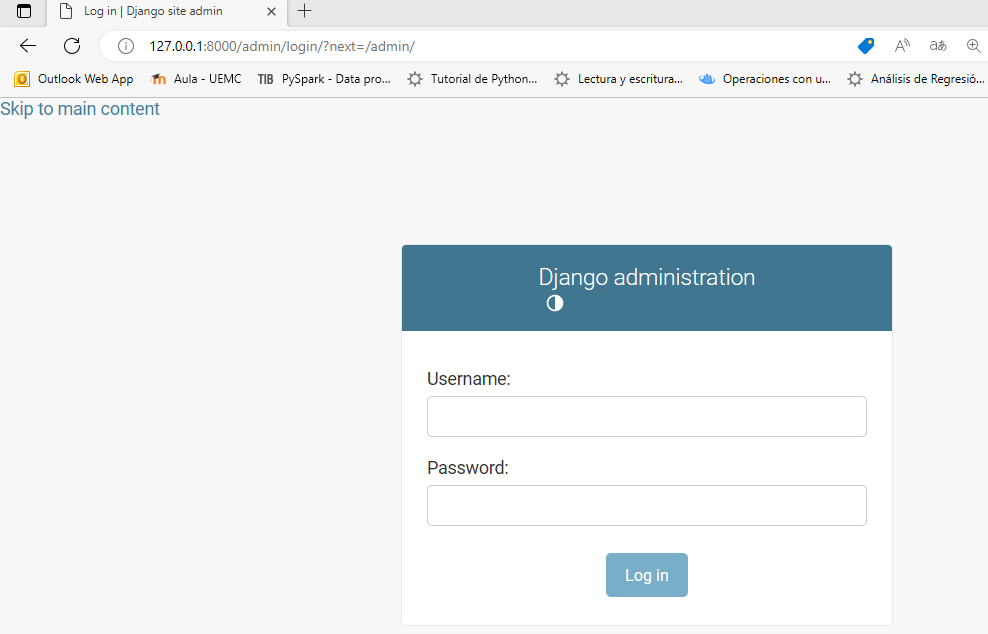 Log in | Django site admin
127.0.0.1:8000/admin/login/?next=/admin/
Outlook Web App Aula - UEMC TIB PySpark - Data pro... Tutorial de Python... Lectura y escritura... Operaciones con u... Análisis de Regresió...
Skip to main content
Django administration
Username:
Password:
Log in